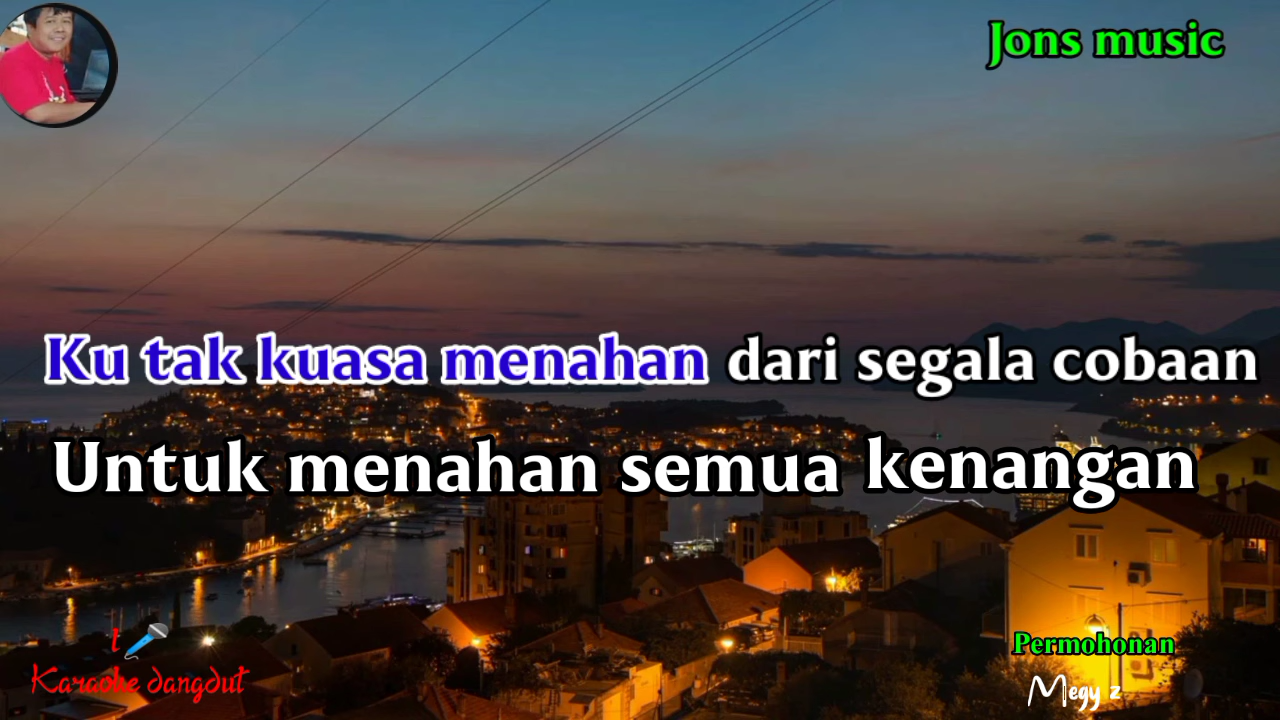 Jons music
Ku tak kuasa menahan dari segala cobaan
Untuk menahan semua kenangan
Karaoke dangdut
Permohonan
Megy z